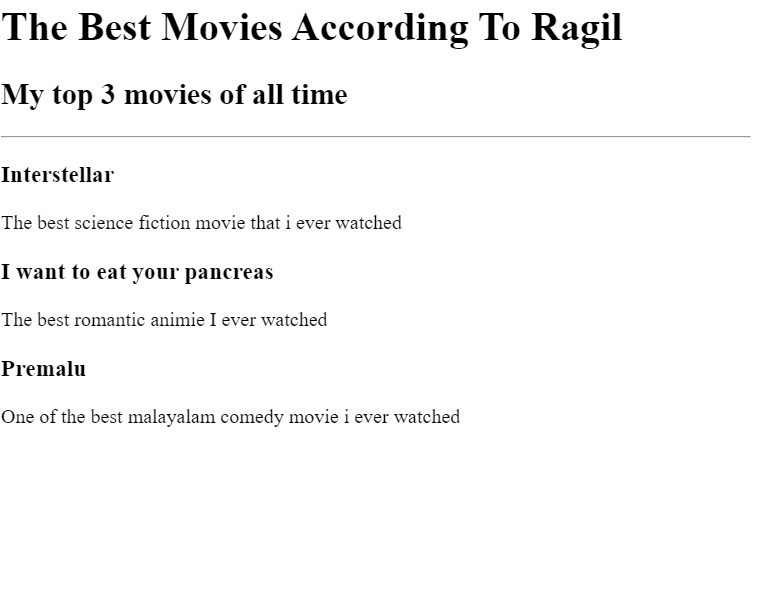 The Best Movies According To Ragil
My top 3 movies of all time
Interstellar
The best science fiction movie that i ever watched
I want to eat your pancreas
The best romantic animie I ever watched
Premalu
One of the best malayalam comedy movie i ever watched